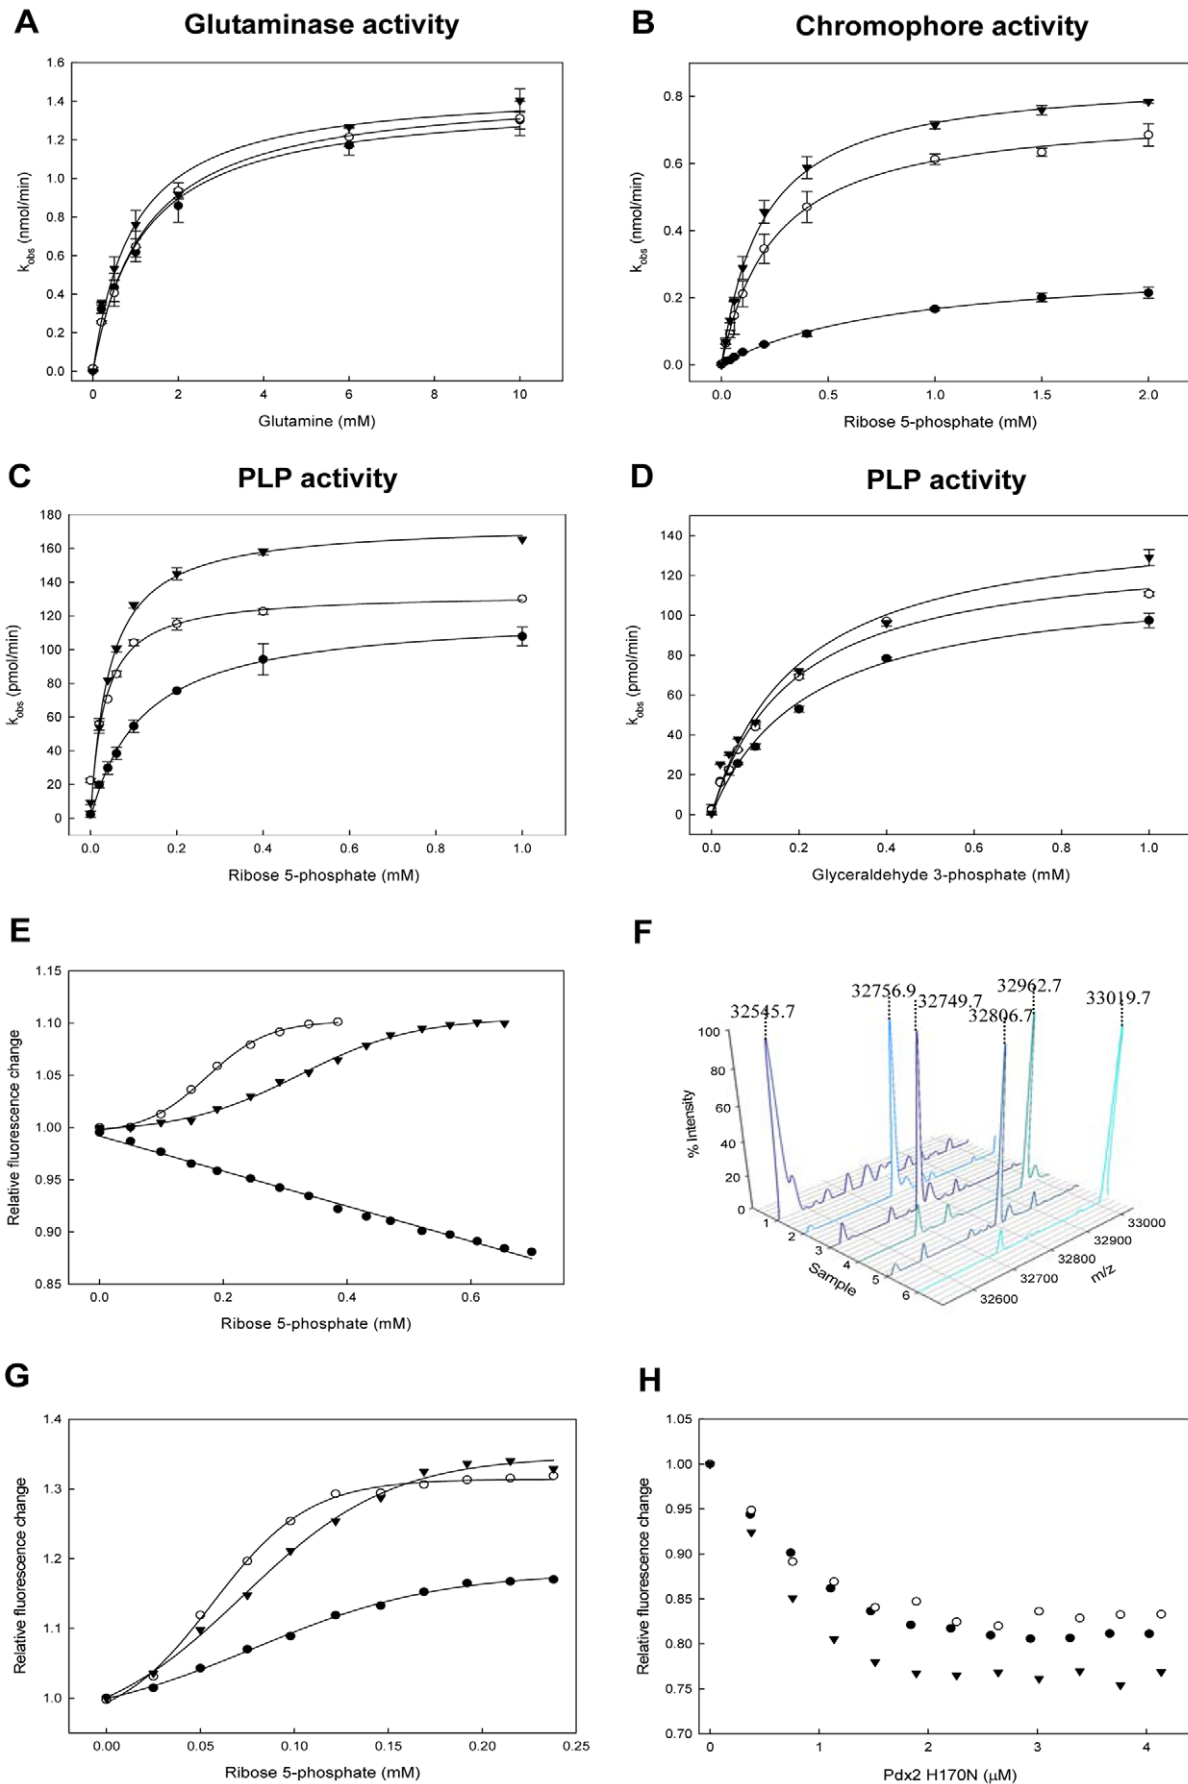 A
Glutaminase activity
1.6
1.4
1.2
1.0
0.8
0.6
0.4
0.2
0.0
k_obs (nmol/min)
0 2 4 6 8 10
Glutamine (mM)
B
Chromophore activity
0.8
0.6
0.4
0.2
0.0
k_obs (nmol/min)
0.0 0.5 1.0 1.5 2.0
Ribose 5-phosphate (mM)
C
PLP activity
180
160
140
120
100
80
60
40
20
0
k_obs (pmol/min)
0.0 0.2 0.4 0.6 0.8 1.0
Ribose 5-phosphate (mM)
D
PLP activity
140
120
100
80
60
40
20
0
k_obs (pmol/min)
0.0 0.2 0.4 0.6 0.8 1.0
Glyceraldehyde 3-phosphate (mM)
E
1.15
1.10
1.05
1.00
0.95
0.90
0.85
Relative fluorescence change
0.0 0.2 0.4 0.6
Ribose 5-phosphate (mM)
F
32545.7
32756.9
32749.7
32806.7
32962.7
33019.7
100
80
60
40
20
0
% Intensity
1
2
3
4
5
6
Sample
32600
32700
32800
32900
33000
m/z
G
1.4
1.3
1.2
1.1
1.0
Relative fluorescence change
0.00 0.05 0.10 0.15 0.20 0.25
Ribose 5-phosphate (mM)
H
1.05
1.00
0.95
0.90
0.85
0.80
0.75
0.70
Relative fluorescence change
0 1 2 3 4
Pdx2 H170N (µM)